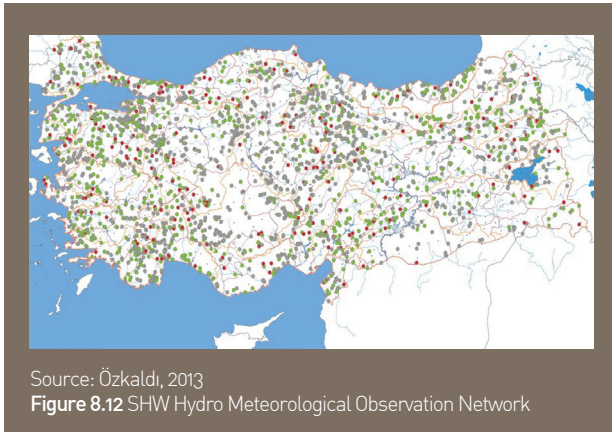 Source: Özkaldı, 2013
Figure 8.12 SHW Hydro Meteorological Observation Network